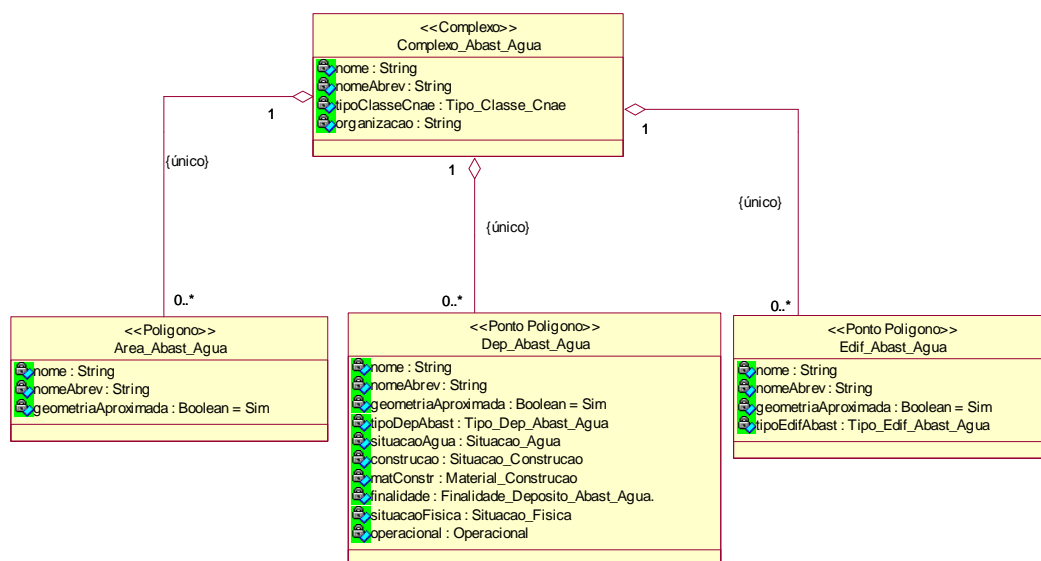 <<Complexo>>
Complexo_Abast_Agua
nome : String
nomeAbrev : String
tipoClasseCnae : Tipo_Classe_Cnae
organizacao : String
1
1
1
{único}
{único}
{único}
0..*
0..*
0..*
<<Poligono>>
Area_Abast_Agua
nome : String
nomeAbrev : String
geometriaAproximada : Boolean = Sim
<<Ponto Poligono>>
Dep_Abast_Agua
nome : String
nomeAbrev : String
geometriaAproximada : Boolean = Sim
tipoDepAbast : Tipo_Dep_Abast_Agua
situacaoAgua : Situacao_Agua
construcao : Situacao_Construcao
matConstr : Material_Construcao
finalidade : Finalidade_Deposito_Abast_Agua.
situacaoFisica : Situacao_Fisica
operacional : Operacional
<<Ponto Poligono>>
Edif_Abast_Agua
nome : String
nomeAbrev : String
geometriaAproximada : Boolean = Sim
tipoEdifAbast : Tipo_Edif_Abast_Agua